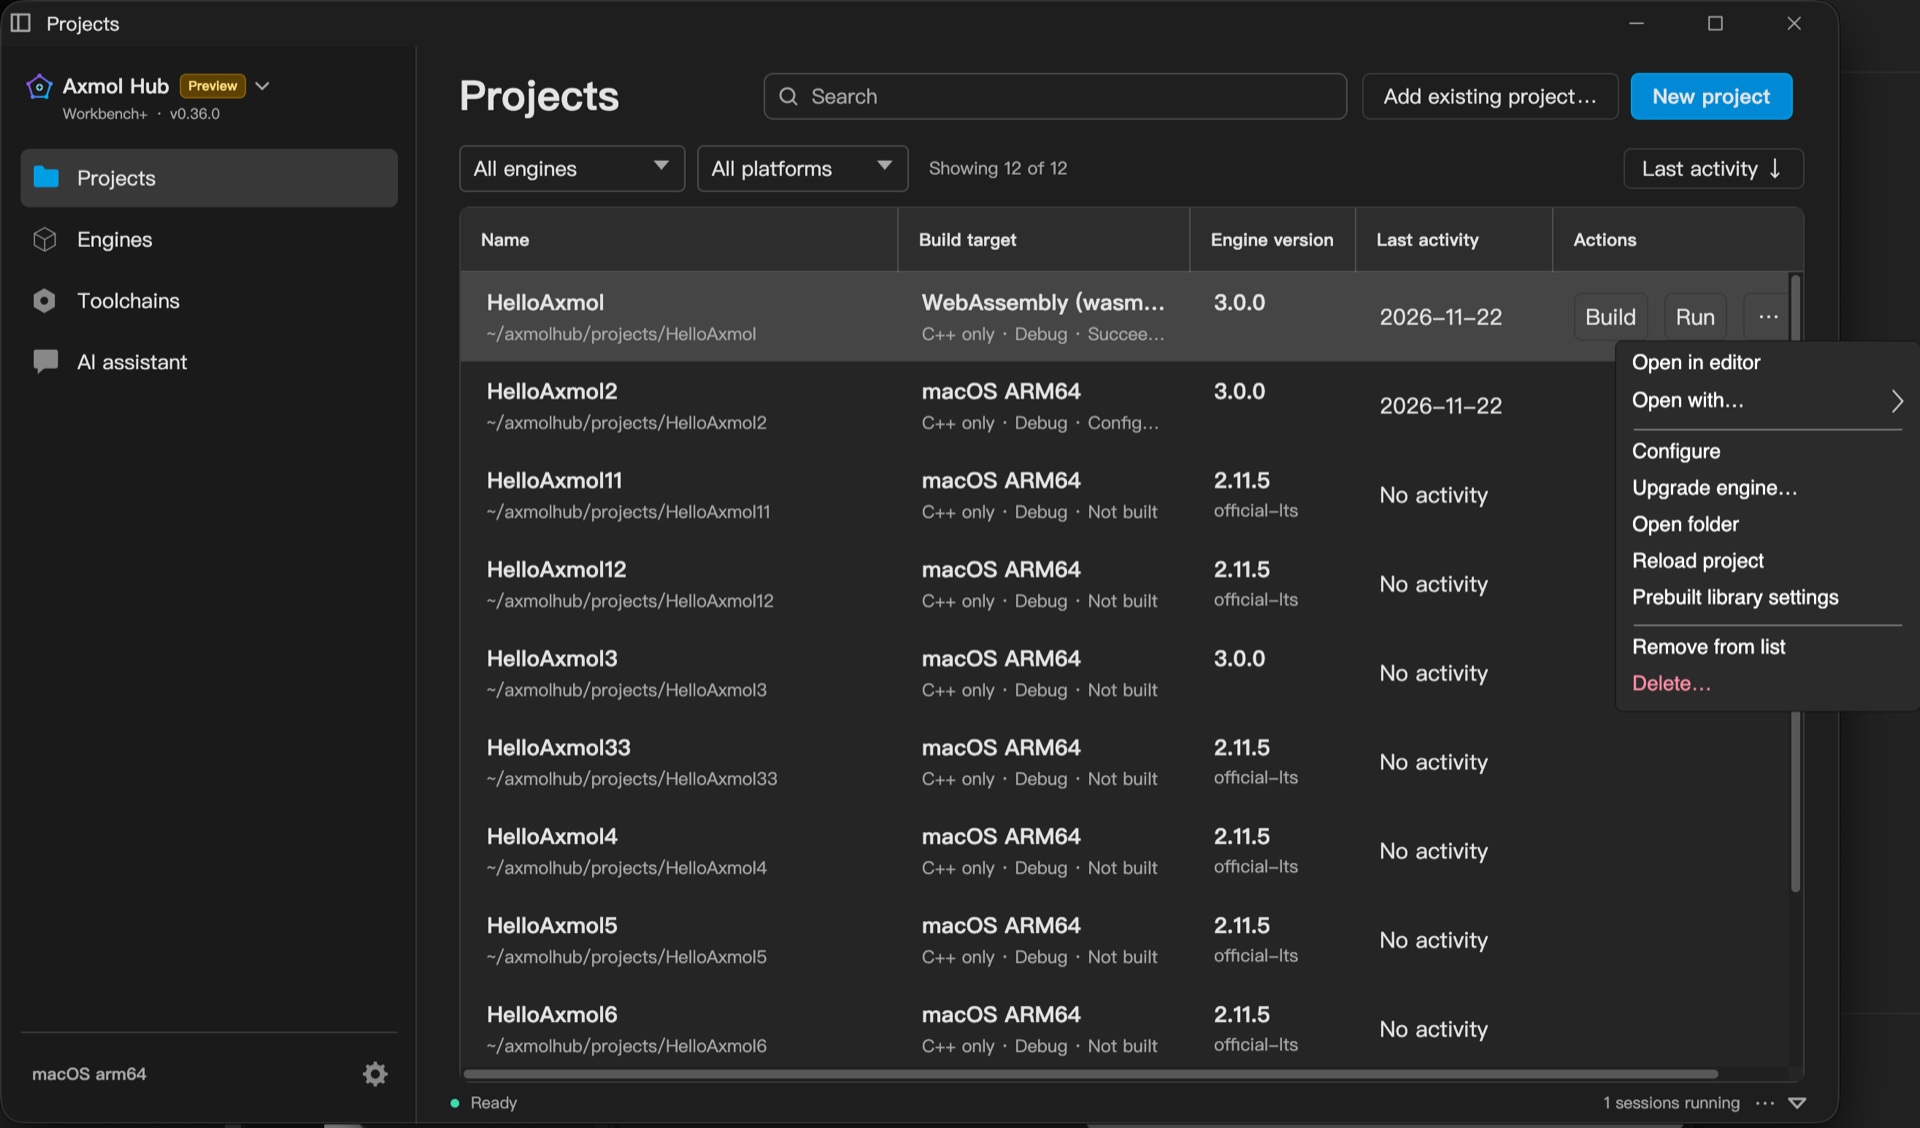 Projects
Axmol Hub Preview
Workbench+ · v0.36.0
Projects
Engines
Toolchains
AI assistant
macOS arm64
Projects
Search
Add existing project...
New project
All engines
All platforms
Showing 12 of 12
Last activity ↓
Name Build target Engine version Last activity Actions
HelloAxmol WebAssembly (wasm... 3.0.0
~/axmolhub/projects/HelloAxmol C++ only · Debug · Succee...
2026-11-22
Build Run ...
HelloAxmol2 macOS ARM64 3.0.0
~/axmolhub/projects/HelloAxmol2 C++ only · Debug · Config...
2026-11-22
HelloAxmol11 macOS ARM64 2.11.5
~/axmolhub/projects/HelloAxmol11 C++ only · Debug · Not built official-lts
No activity
HelloAxmol12 macOS ARM64 2.11.5
~/axmolhub/projects/HelloAxmol12 C++ only · Debug · Not built official-lts
No activity
HelloAxmol3 macOS ARM64 3.0.0
~/axmolhub/projects/HelloAxmol3 C++ only · Debug · Not built
No activity
HelloAxmol33 macOS ARM64 2.11.5
~/axmolhub/projects/HelloAxmol33 C++ only · Debug · Not built official-lts
No activity
HelloAxmol4 macOS ARM64 2.11.5
~/axmolhub/projects/HelloAxmol4 C++ only · Debug · Not built official-lts
No activity
HelloAxmol5 macOS ARM64 2.11.5
~/axmolhub/projects/HelloAxmol5 C++ only · Debug · Not built official-lts
No activity
HelloAxmol6 macOS ARM64 2.11.5
~/axmolhub/projects/HelloAxmol6 C++ only · Debug · Not built official-lts
No activity
Open in editor
Open with...
Configure
Upgrade engine...
Open folder
Reload project
Prebuilt library settings
Remove from list
Delete...
Ready
1 sessions running ...